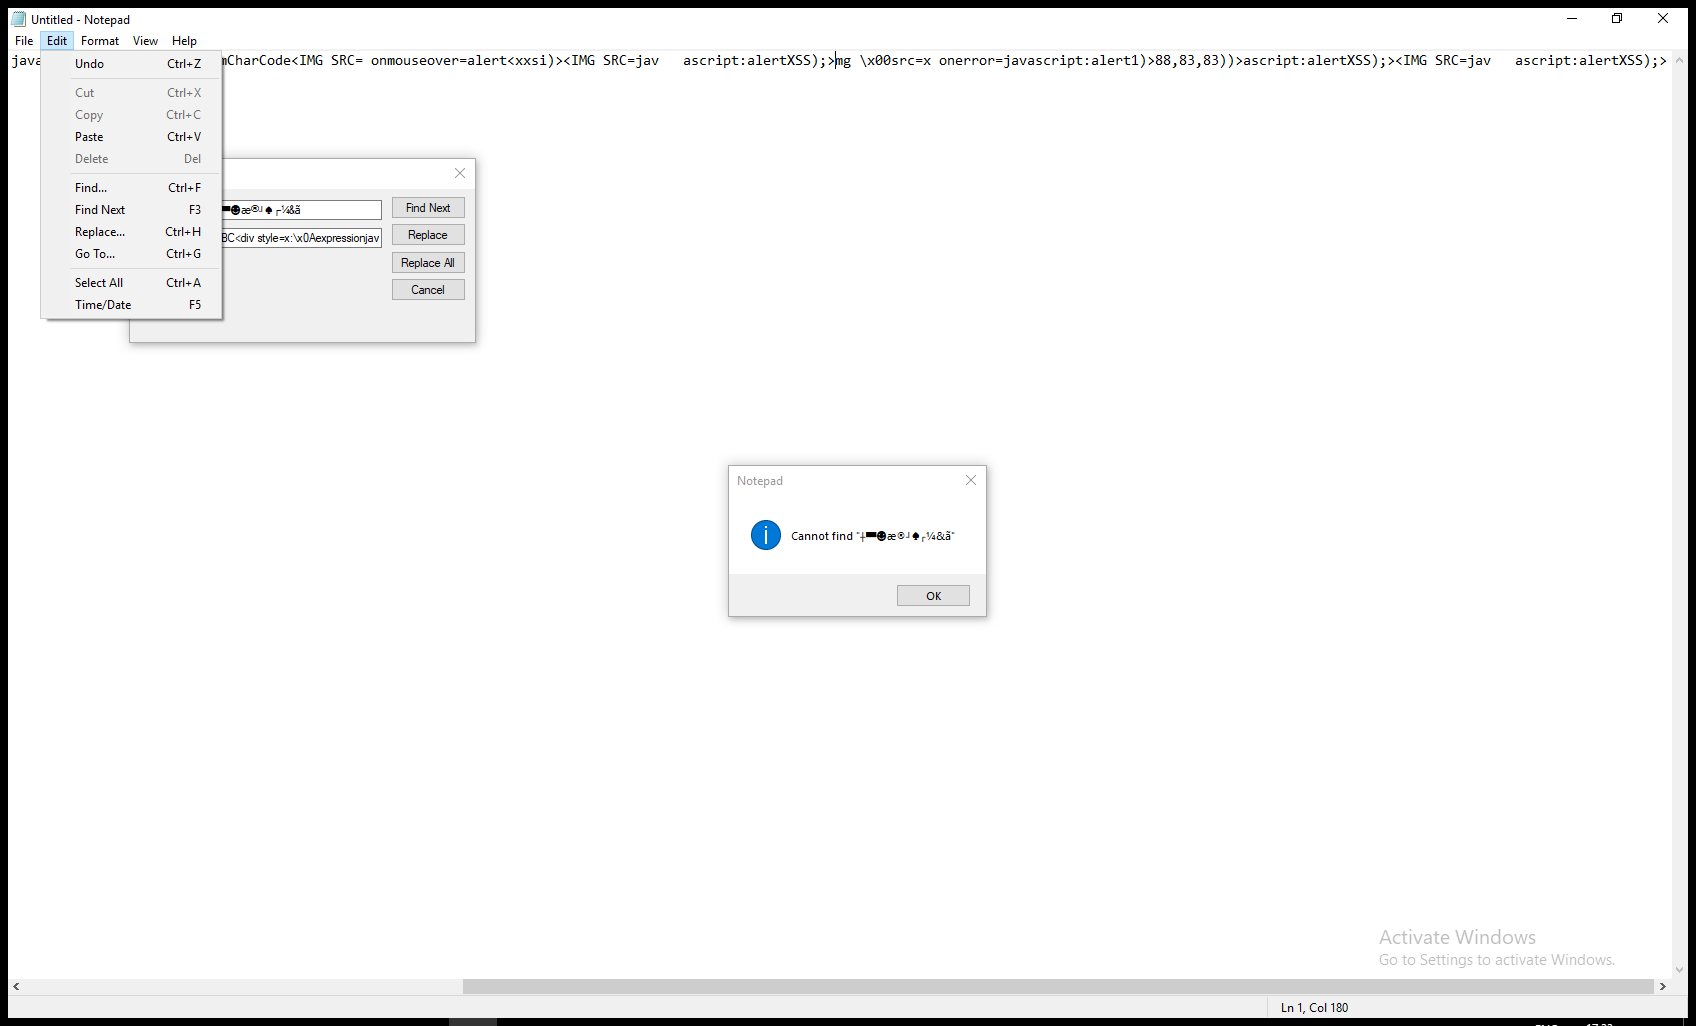 Untitled - Notepad
File Edit Format View Help
mCharCode<IMG SRC= onmouseover=alert<xxsi)><IMG SRC=jav   ascript:alertXSS);>mg \x00src=x onerror=javascript:alert1)>88,83,83))>ascript:alertXSS);><IMG SRC=jav   ascript:alertXSS);>
Undo Ctrl+Z
Cut Ctrl+X
Copy Ctrl+C
Paste Ctrl+V
Delete Del
Find... Ctrl+F
Find Next F3
Replace... Ctrl+H
Go To... Ctrl+G
Select All Ctrl+A
Time/Date F5
▀☻æ®┘♠┌¼&ã
Find Next
BC<div style=x:\x0Aexpressionjav
Replace
Replace All
Cancel
Notepad
Cannot find "┼▀☻æ®┘♠┌¼&ã"
OK
Activate Windows
Go to Settings to activate Windows.
Ln 1, Col 180